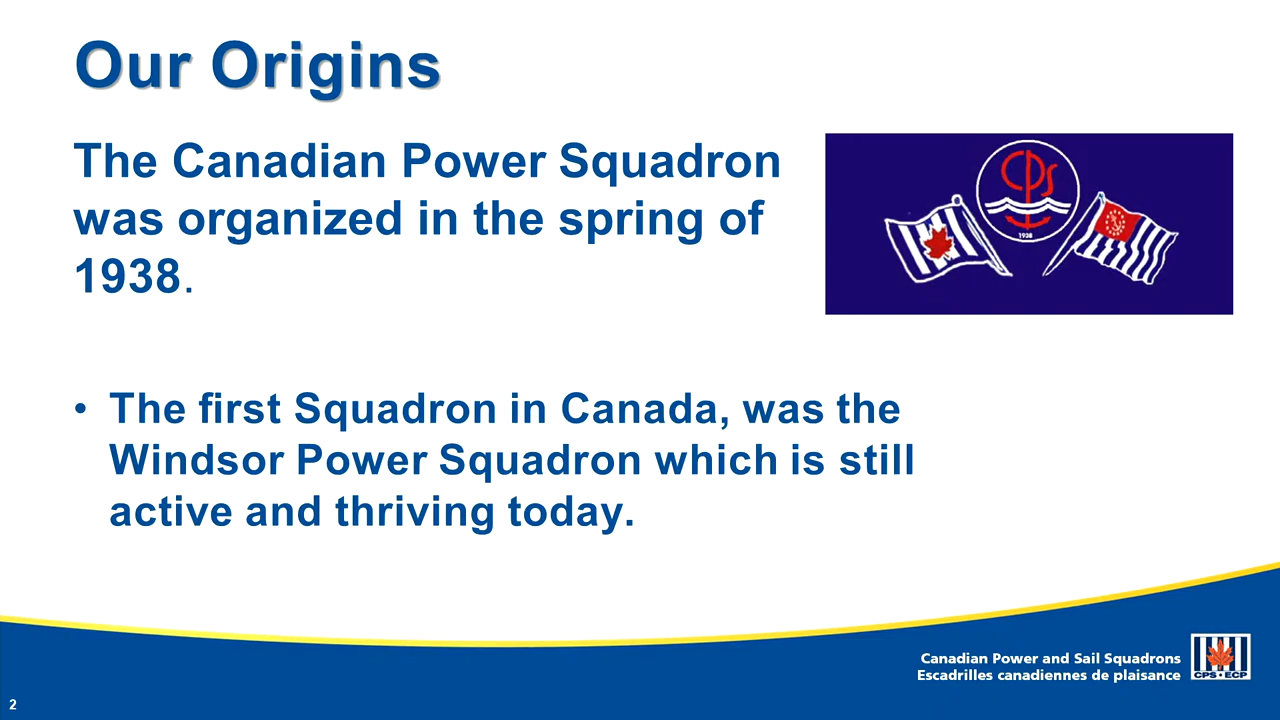 Our Origins
The Canadian Power Squadron
was organized in the spring of
1938.
CPS
1938
• The first Squadron in Canada, was the
Windsor Power Squadron which is still
active and thriving today.
Canadian Power and Sail Squadrons
Escadrilles canadiennes de plaisance
CPS • ECP
2